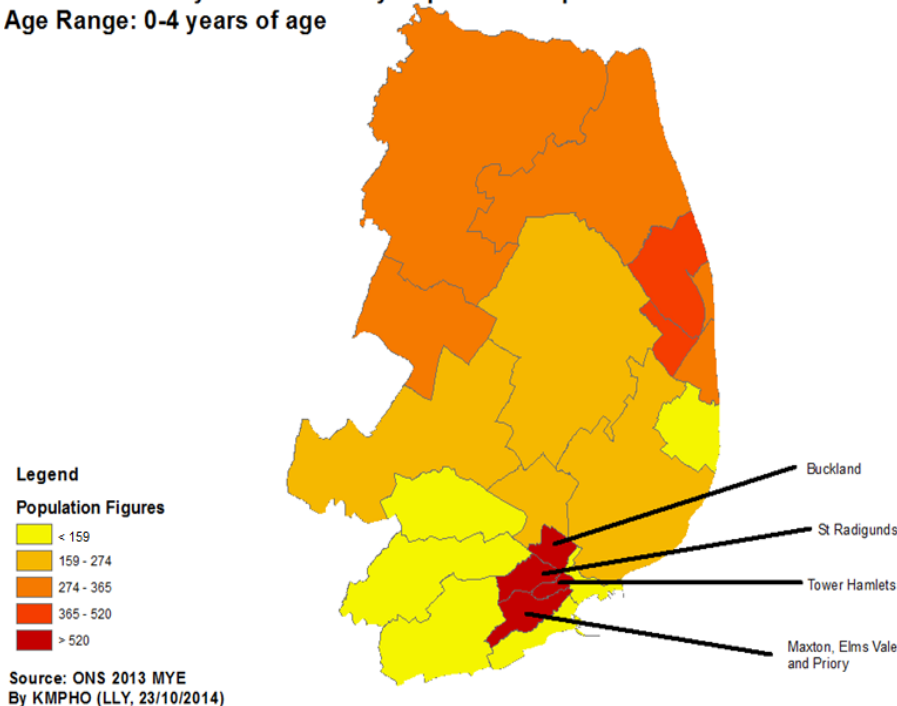 Age Range: 0-4 years of age
Buckland
St Radigunds
Tower Hamlets
Maxton, Elms Vale
and Priory
Legend
Population Figures
< 159
159 - 274
274 - 365
365 - 520
> 520
Source: ONS 2013 MYE
By KMPHO (LLY, 23/10/2014)